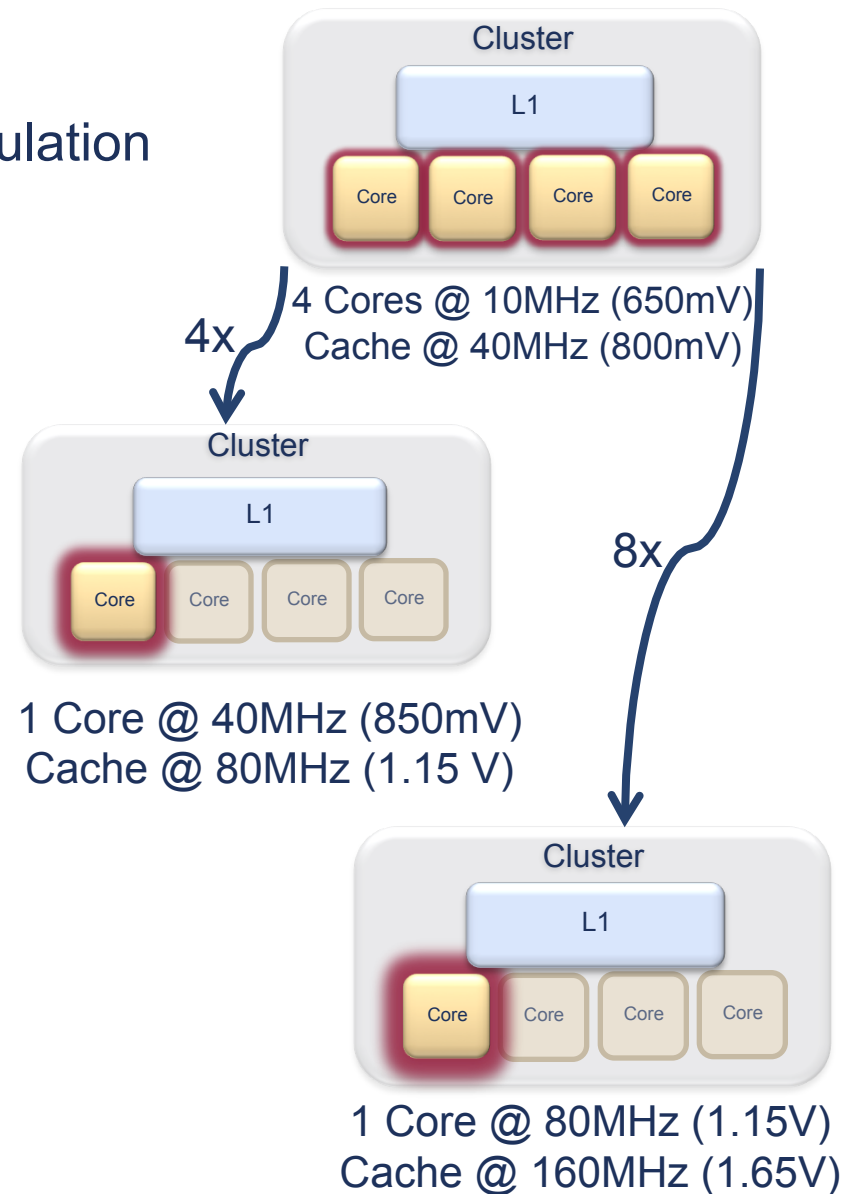 Cluster
L1
ulation
Core Core Core Core
4 Cores @ 10MHz (650mV)
4x
Cache @ 40MHz (800mV)
Cluster
L1
8x
Core Core Core Core
1 Core @ 40MHz (850mV)
Cache @ 80MHz (1.15 V)
Cluster
L1
Core Core Core Core
1 Core @ 80MHz (1.15V)
Cache @ 160MHz (1.65V)